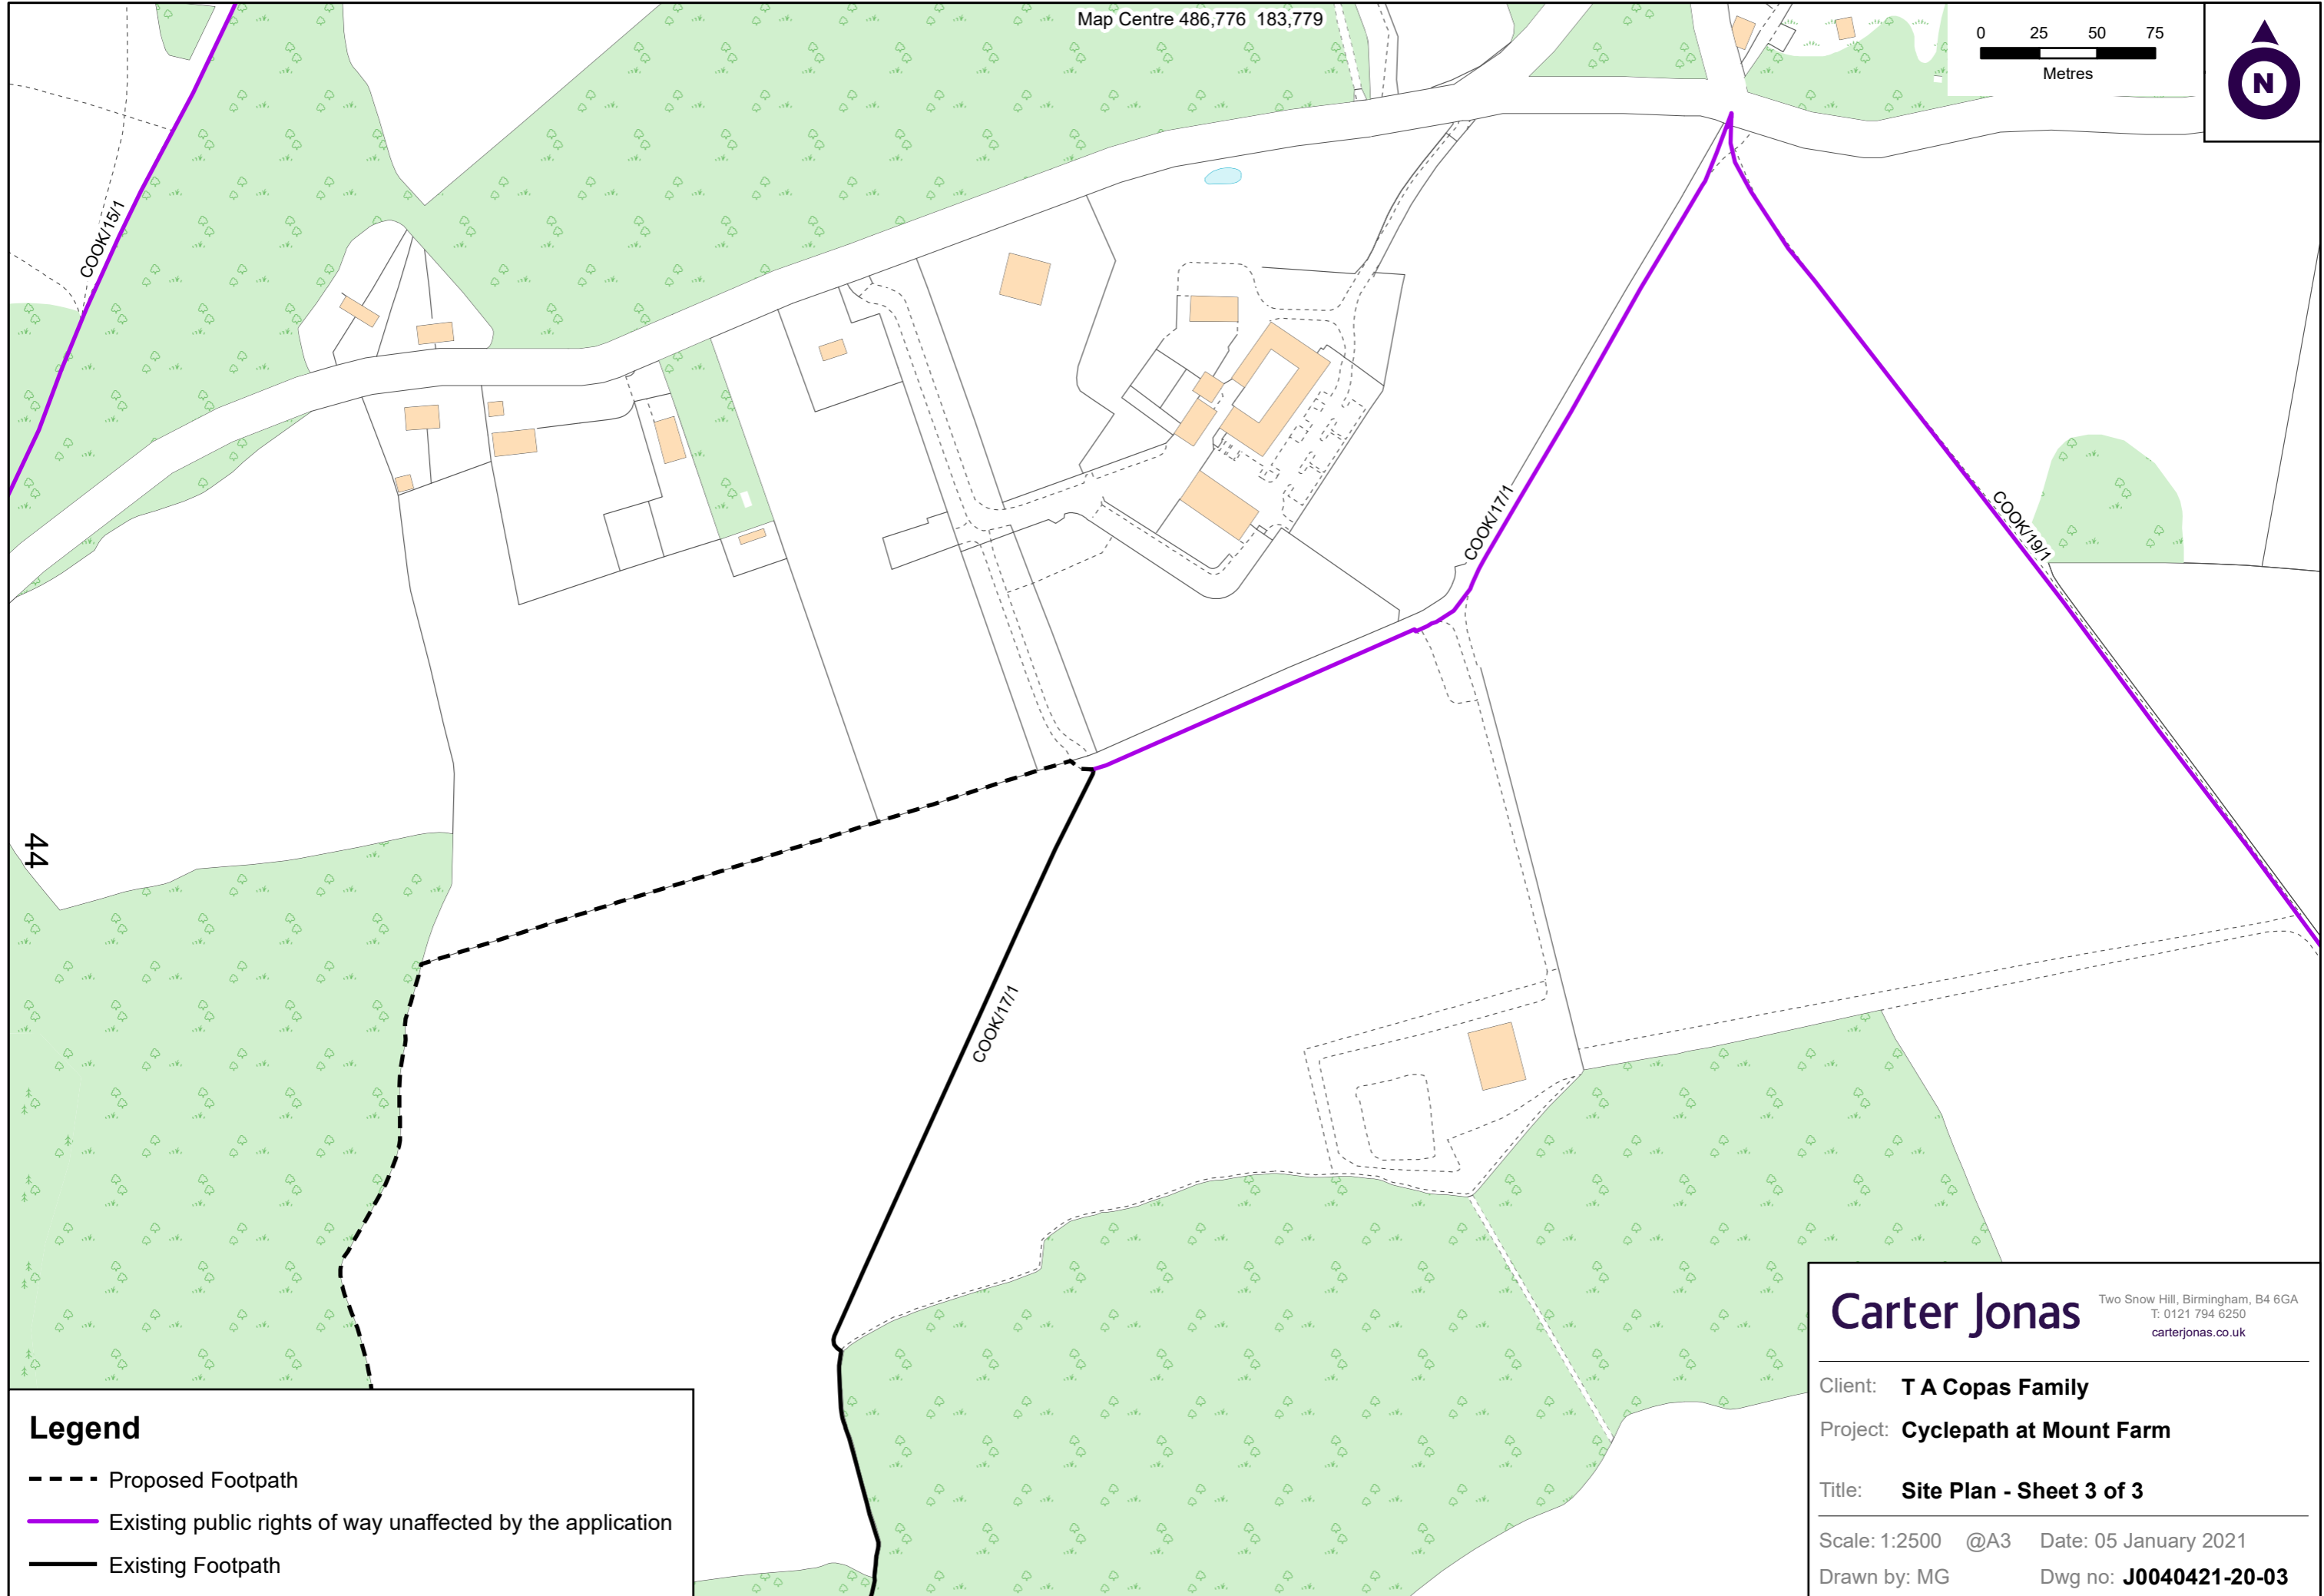 Map Centre 486,776 183,779
0 25 50 75
Metres
N
COOK/15/1
COOK/17/1
COOK/19/1
44
COOK/17/1
Carter Jonas
Two Snow Hill, Birmingham, B4 6GA
T: 0121 794 6250
carterjonas.co.uk
Client: T A Copas Family
Project: Cyclepath at Mount Farm
Title: Site Plan - Sheet 3 of 3
Scale: 1:2500 @A3 Date: 05 January 2021
Drawn by: MG Dwg no: J0040421-20-03
Legend
Proposed Footpath
Existing public rights of way unaffected by the application
Existing Footpath